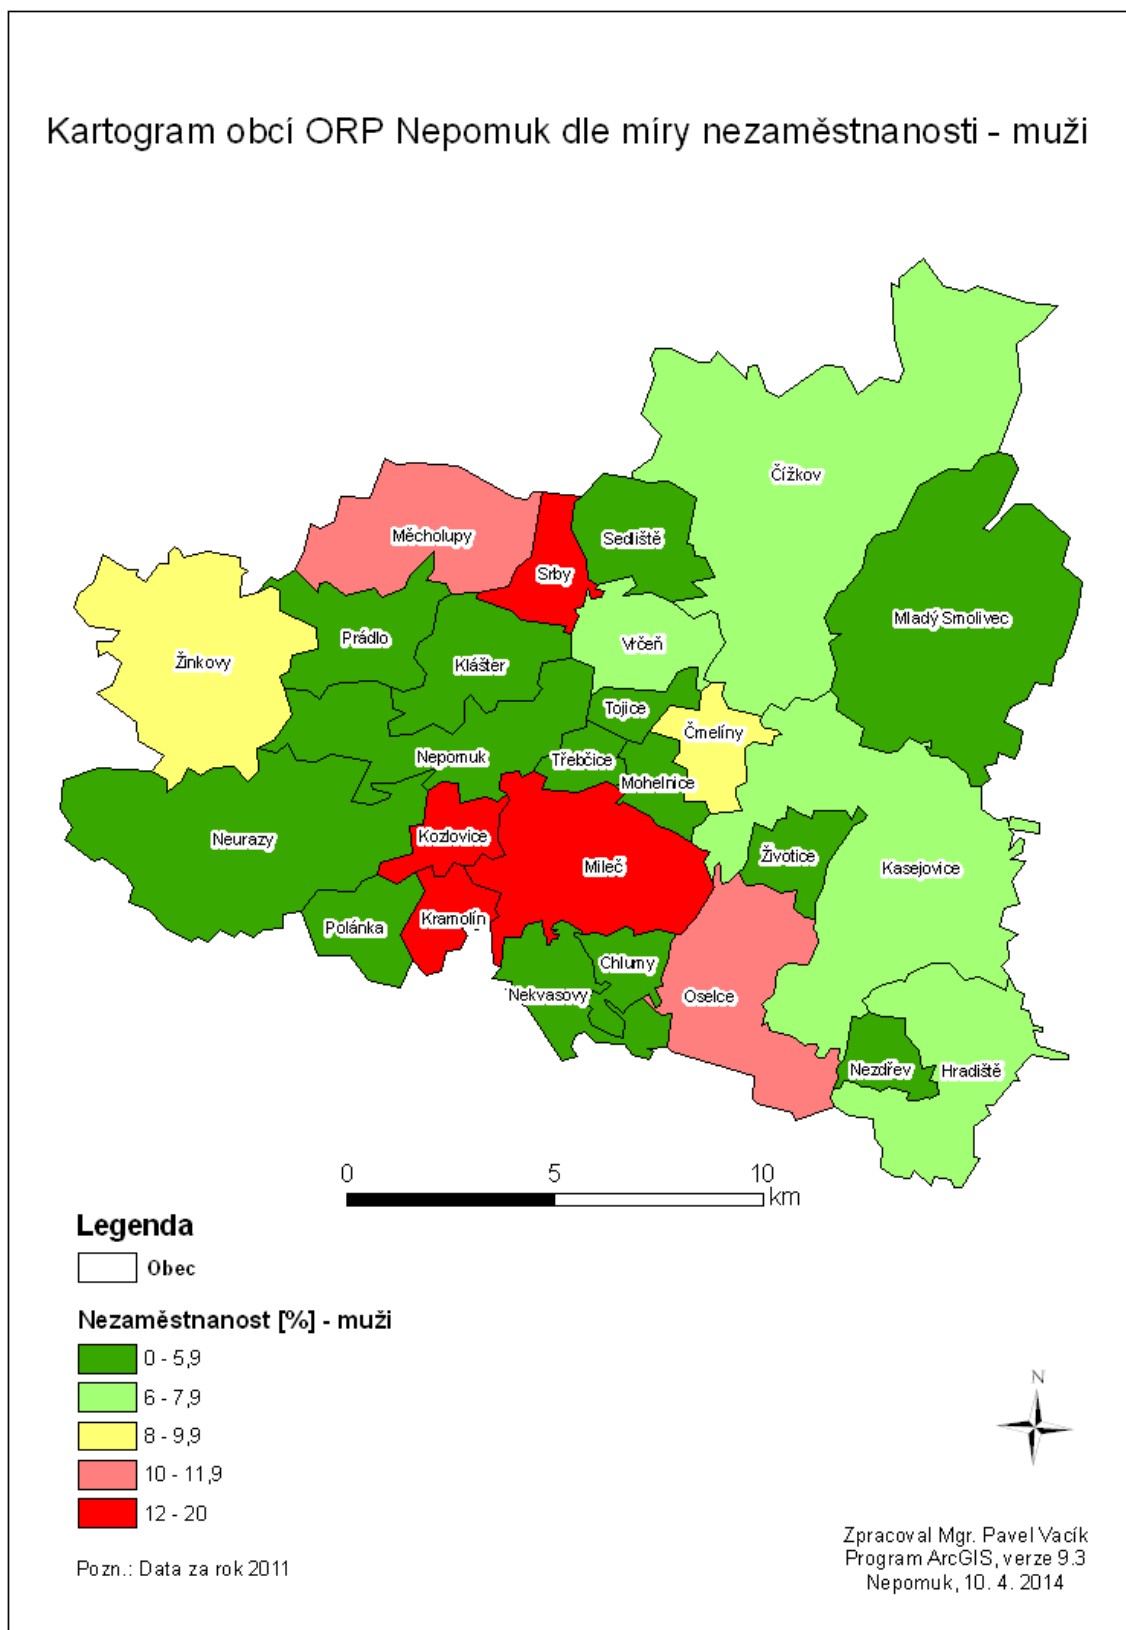 Kartogram obcí ORP Nepomuk dle míry nezaměstnanosti - muži
Čížkov
Měcholupy
Sedliště
Srby
Mladý Smolivec
Prádlo
Vrčeň
Žinkovy
Klášter
Tojice
Čmelíny
Nepomuk
Třebčice
Mohelnice
Neurazy
Kozlovice
Mileč
Životice
Kasejovice
Kramolín
Polánka
Chlumy
Nekvasovy
Oselce
Nezdřev
Hradiště
0 5 10
km
Legenda
Obec
Nezaměstnanost [%] - muži
0 - 5,9
6 - 7,9
8 - 9,9
10 - 11,9
12 - 20
N
Pozn.: Data za rok 2011
Zpracoval Mgr. Pavel Vacík
Program ArcGIS, verze 9.3
Nepomuk, 10. 4. 2014